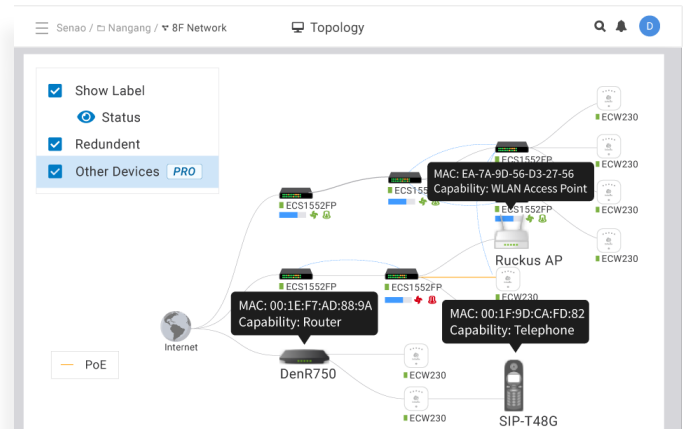 Senao / Nangang / 8F Network
Topology
D
Show Label
Status
Redundent
Other Devices PRO
ECW230
ECS1552FP
ECW230
MAC: EA-7A-9D-56-D3-27-56
Capability: WLAN Access Point
ECS155
ECS1552FP
ECS1552FP
ECW230
Ruckus AP
ECW230
ECS1552FP
ECS1552FP
ECW230
MAC: 00:1E:F7:AD:88:9A
Capability: Router
MAC: 00:1F:9D:CA:FD:82
Capability: Telephone
Internet
PoE
DenR750
ECW230
ECW230
SIP-T48G